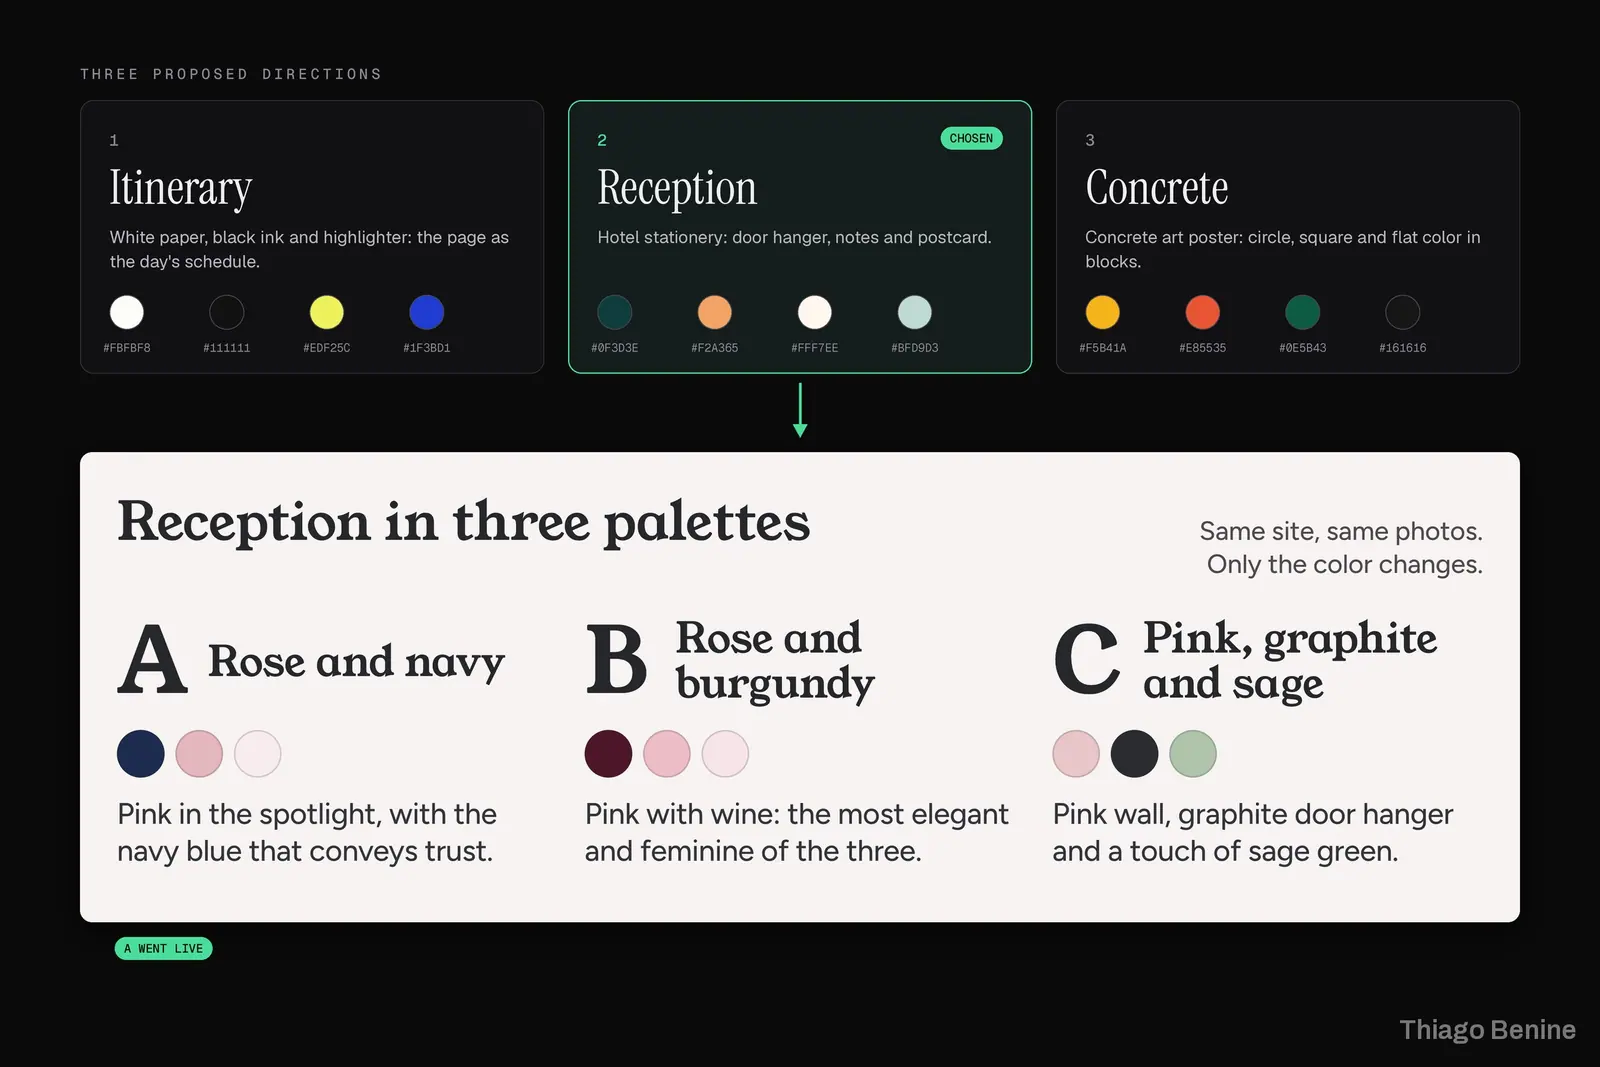 THREE PROPOSED DIRECTIONS
1
Itinerary
White paper, black ink and highlighter: the page as
the day's schedule.
#FBFBF8 #111111 #EDF25C #1F3BD1
2
CHOSEN
Reception
Hotel stationery: door hanger, notes and postcard.
#0F3D3E #F2A365 #FFF7EE #BFD9D3
3
Concrete
Concrete art poster: circle, square and flat color in
blocks.
#F5B41A #E85535 #0E5B43 #161616
Reception in three palettes
Same site, same photos.
Only the color changes.
A Rose and navy
Pink in the spotlight, with the
navy blue that conveys trust.
B Rose and
burgundy
Pink with wine: the most elegant
and feminine of the three.
C Pink, graphite
and sage
Pink wall, graphite door hanger
and a touch of sage green.
A WENT LIVE
Thiago Benine